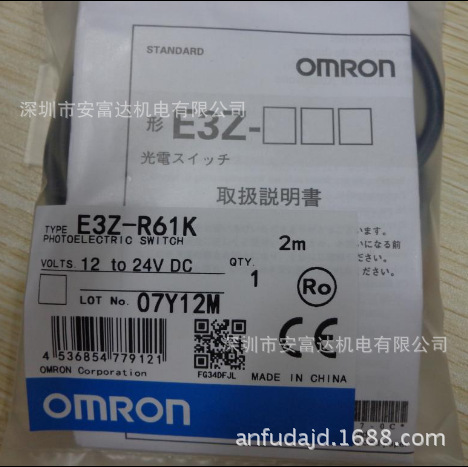 STANDARD
OMRON
深圳市安富达机电有限公司
形 E3Z-□□□
光電スイッチ
取扱説明書
TYPE E3Z-R61K
PHOTOELECTRIC SWITCH
2m
VOLTS. 12 to 24V DC
QTY.
1
LOT No. 07Y12M
Ro
CE
4 536854 779121
OMRON Corporation
FG34DFJL
MADE IN CHINA
深圳市安富达机电有限公司
OMRON
anfudajd.1688.com